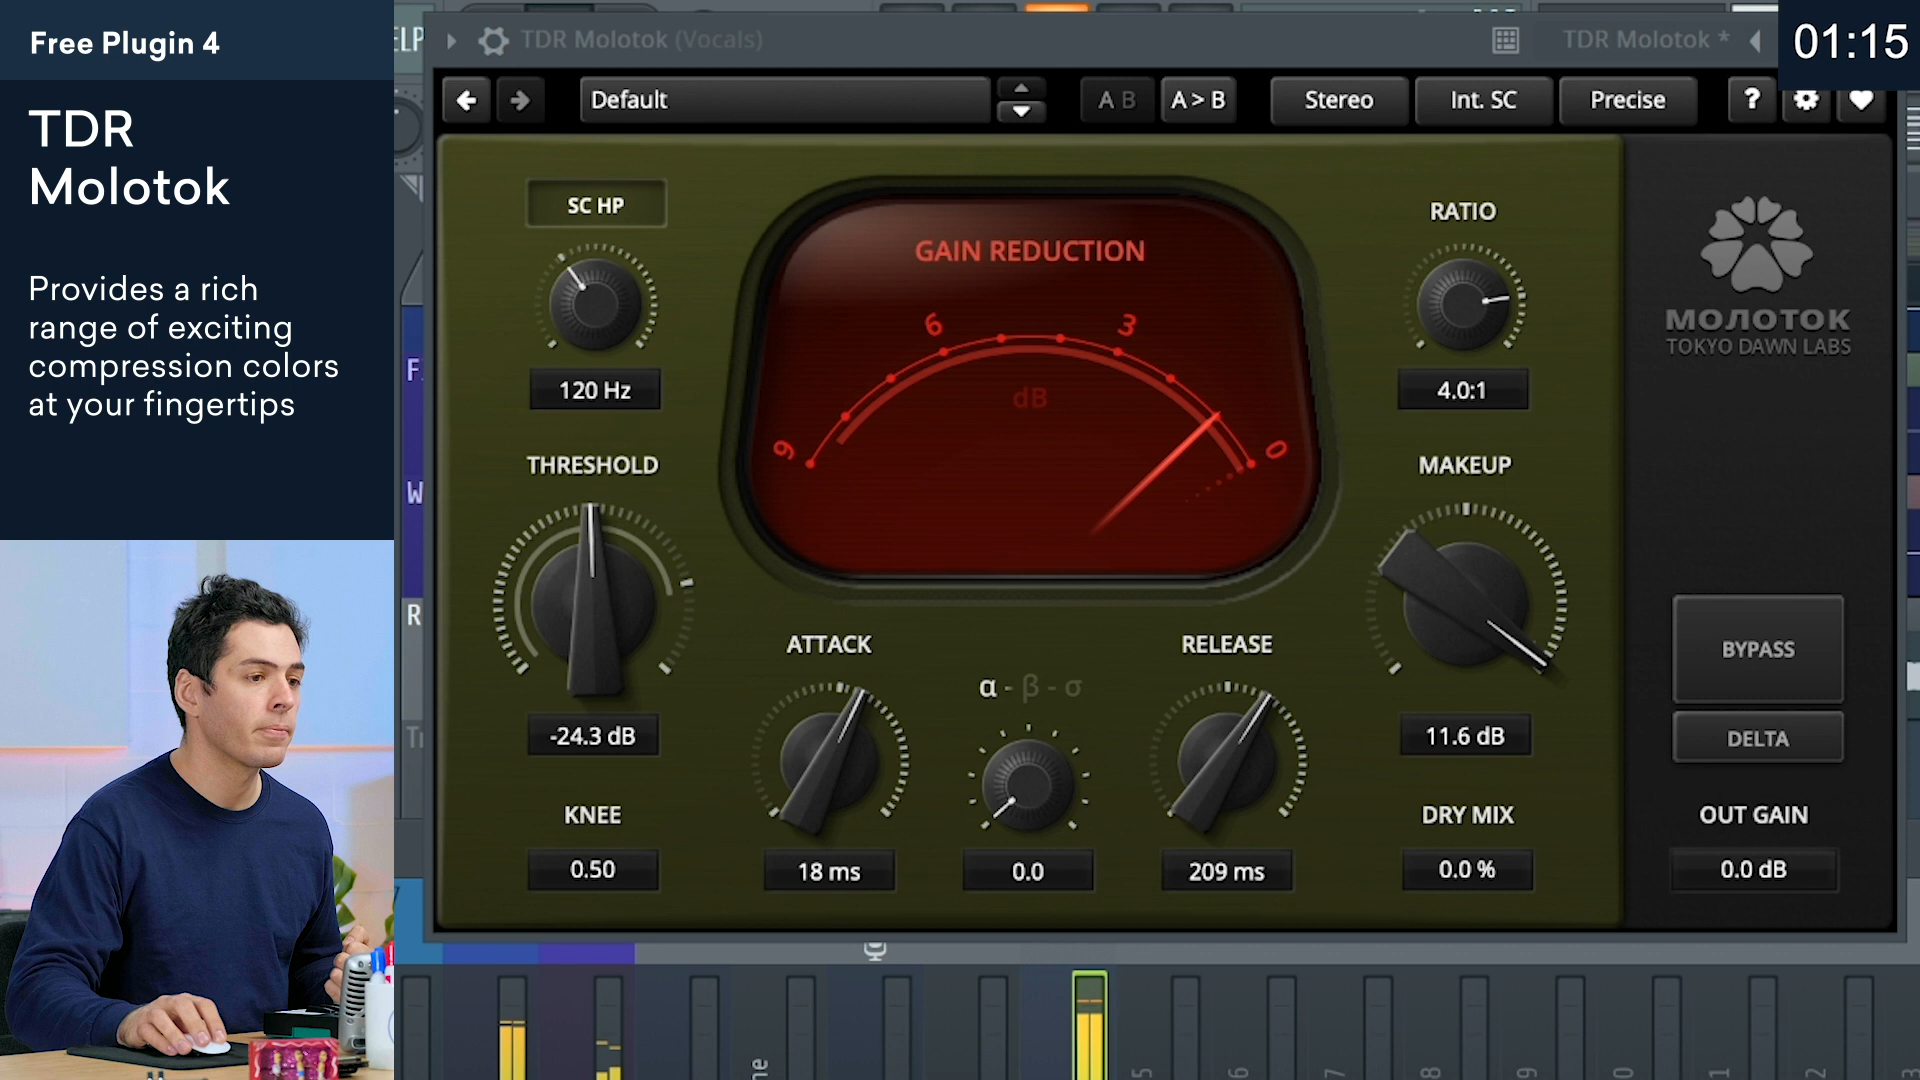 Free Plugin 4
01:15
TDR
Molotok
Provides a rich
range of exciting
compression colors
at your fingertips
TDR Molotok (Vocals)
TDR Molotok *
Default
A B
A > B
Stereo
Int. SC
Precise
?
SC HP
120 Hz
THRESHOLD
-24.3 dB
KNEE
0.50
GAIN REDUCTION
9
6
3
0
dB
ATTACK
18 ms
α - β - σ
0.0
RELEASE
209 ms
RATIO
4.0:1
MAKEUP
11.6 dB
DRY MIX
0.0 %
МОЛОТОК
TOKYO DAWN LABS
BYPASS
DELTA
OUT GAIN
0.0 dB